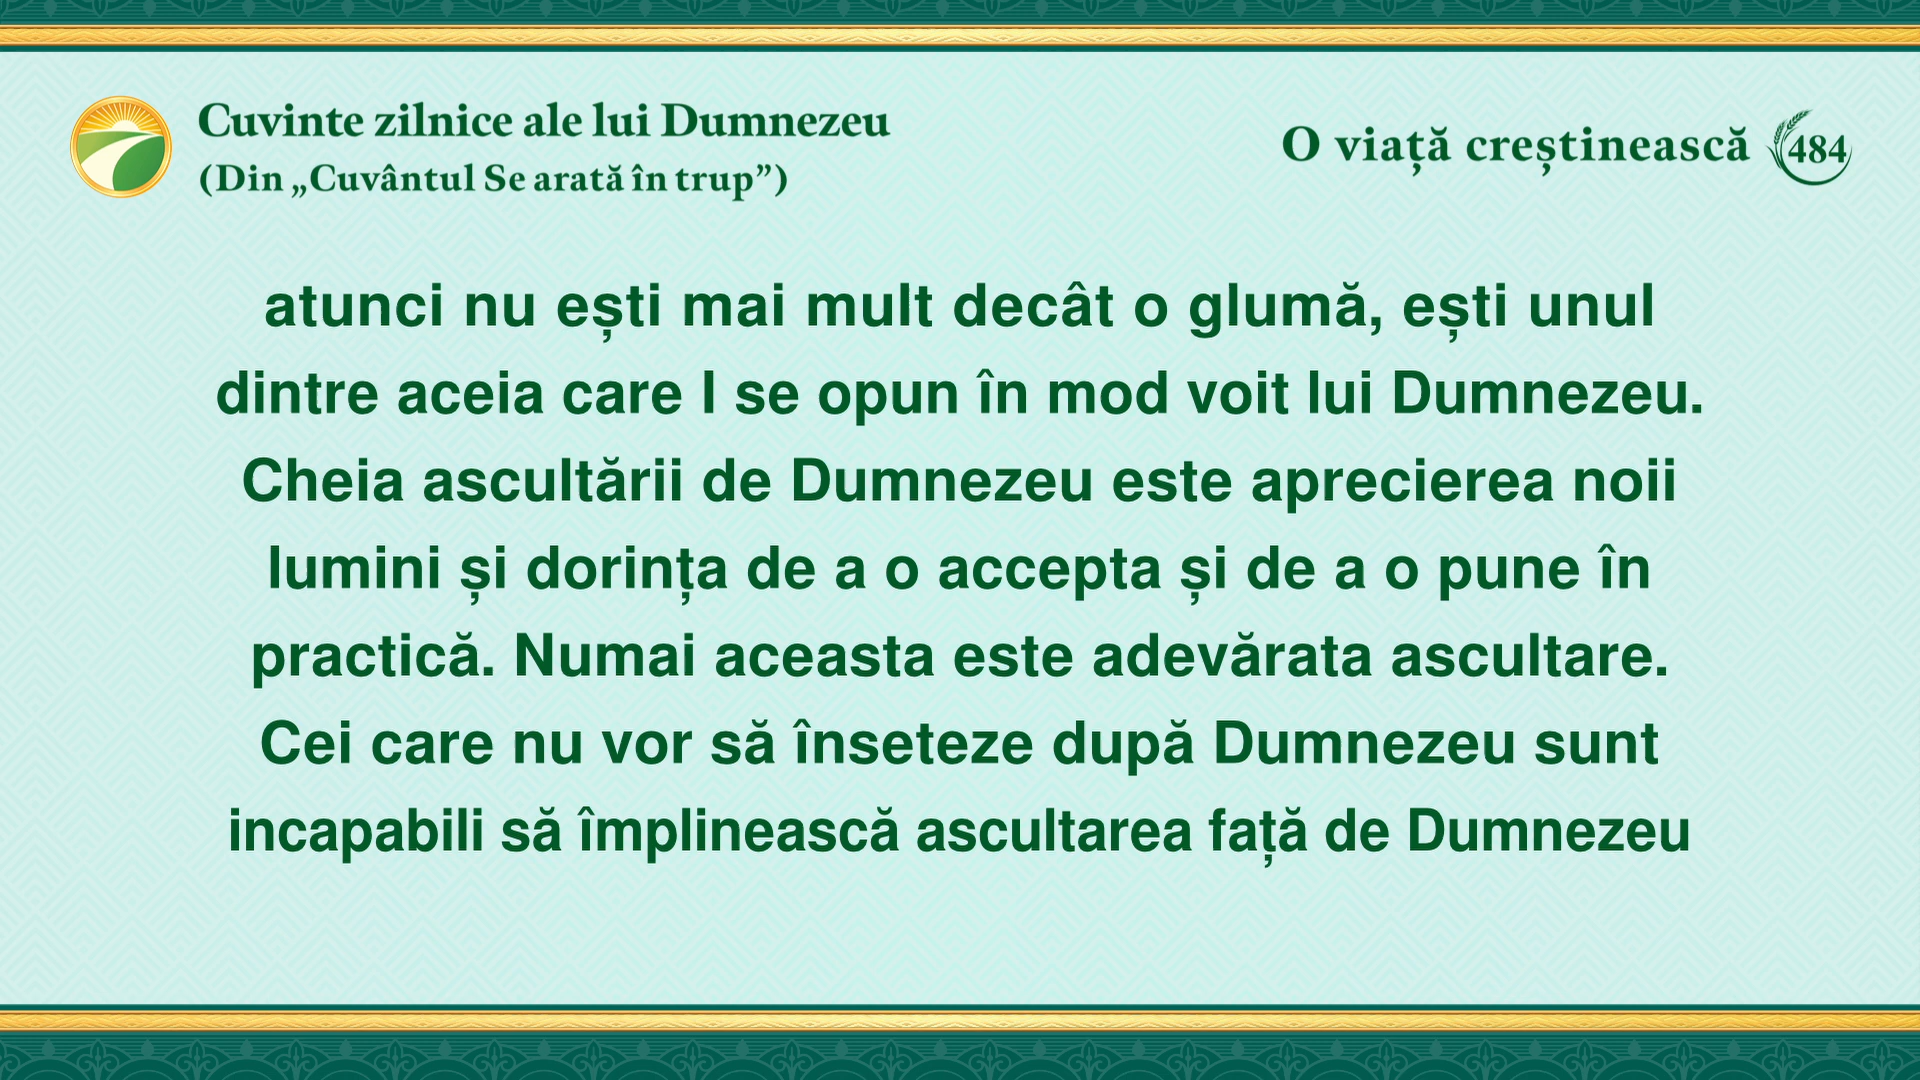 Cuvinte zilnice ale lui Dumnezeu
(Din „Cuvântul Se arată în trup”)
O viață creștinească 484
atunci nu ești mai mult decât o glumă, ești unul
dintre aceia care I se opun în mod voit lui Dumnezeu.
Cheia ascultării de Dumnezeu este aprecierea noii
lumini și dorința de a o accepta și de a o pune în
practică. Numai aceasta este adevărata ascultare.
Cei care nu vor să înseteze după Dumnezeu sunt
incapabili să împlinească ascultarea față de Dumnezeu